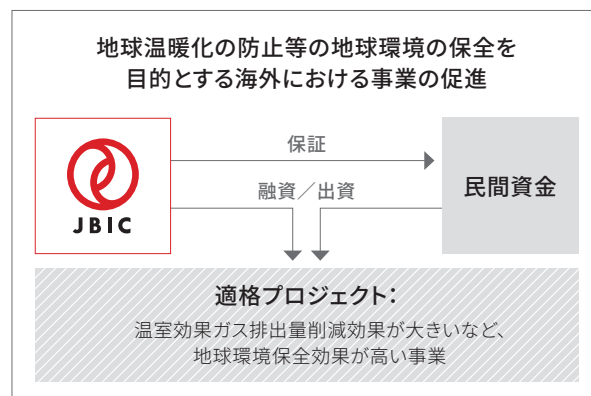 地球温暖化の防止等の地球環境の保全を
目的とする海外における事業の促進
JBIC
保証
融資／出資
民間資金
適格プロジェクト：
温室効果ガス排出量削減効果が大きいなど、
地球環境保全効果が高い事業